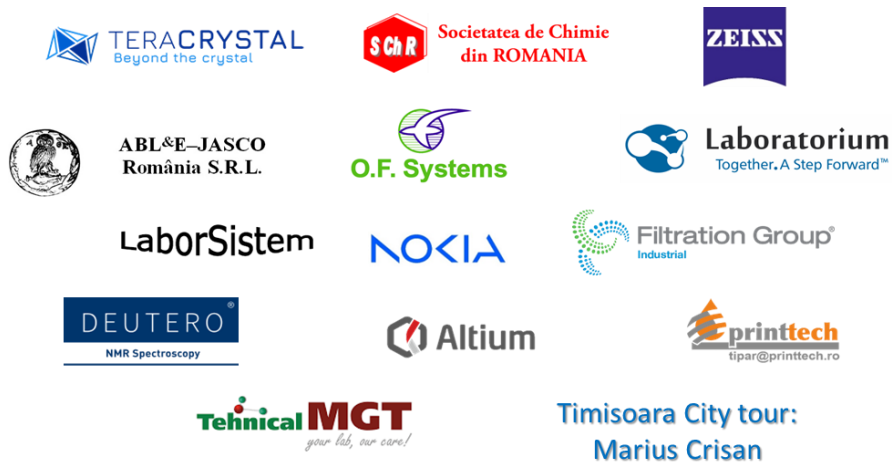 TERACRYSTAL
Beyond the crystal
S Ch R
Societatea de Chimie
din ROMANIA
ZEISS
ABL&E–JASCO
România S.R.L.
O.F. Systems
Laboratorium
Together. A Step Forward™
LaborSistem
NOKIA
Filtration Group®
Industrial
DEUTERO®
NMR Spectroscopy
Altium
printtech
tipar@printtech.ro
Tehnical MGT
your lab, our care!
Timisoara City tour:
Marius Crisan